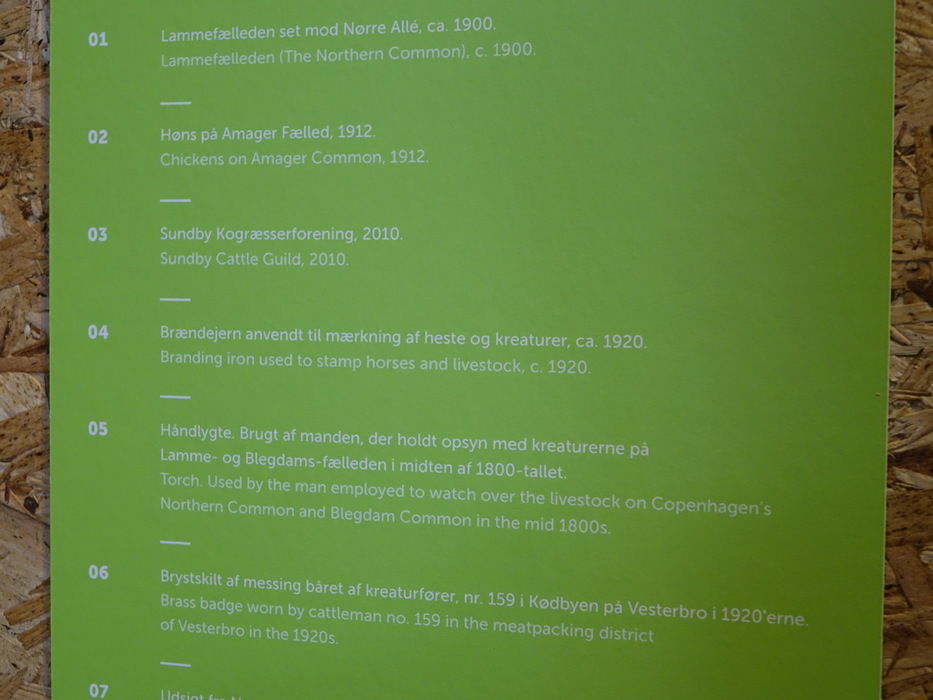 01 Lammefælleden set mod Nørre Allé, ca. 1900.
Lammefælleden (The Northern Common), c. 1900.
02 Høns på Amager Fælled, 1912.
Chickens on Amager Common, 1912.
03 Sundby Kogræsserforening, 2010.
Sundby Cattle Guild, 2010.
04 Brændejern anvendt til mærkning af heste og kreaturer, ca. 1920.
Branding iron used to stamp horses and livestock, c. 1920.
05 Håndlygte. Brugt af manden, der holdt opsyn med kreaturerne på
Lamme- og Blegdams-fælleden i midten af 1800-tallet.
Torch. Used by the man employed to watch over the livestock on Copenhagen's
Northern Common and Blegdam Common in the mid 1800s.
06 Brystskilt af messing båret af kreaturfører, nr. 159 i Kødbyen på Vesterbro i 1920'erne.
Brass badge worn by cattleman no. 159 in the meatpacking district
of Vesterbro in the 1920s.
07 Udsigt